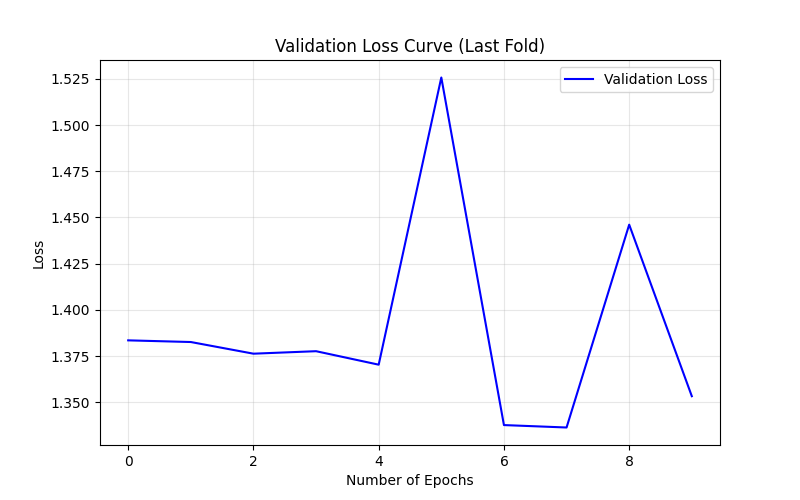 Validation Loss Curve (Last Fold)
Validation Loss
1.525
1.500
1.475
1.450
1.425
1.400
1.375
1.350
Loss
0 2 4 6 8
Number of Epochs